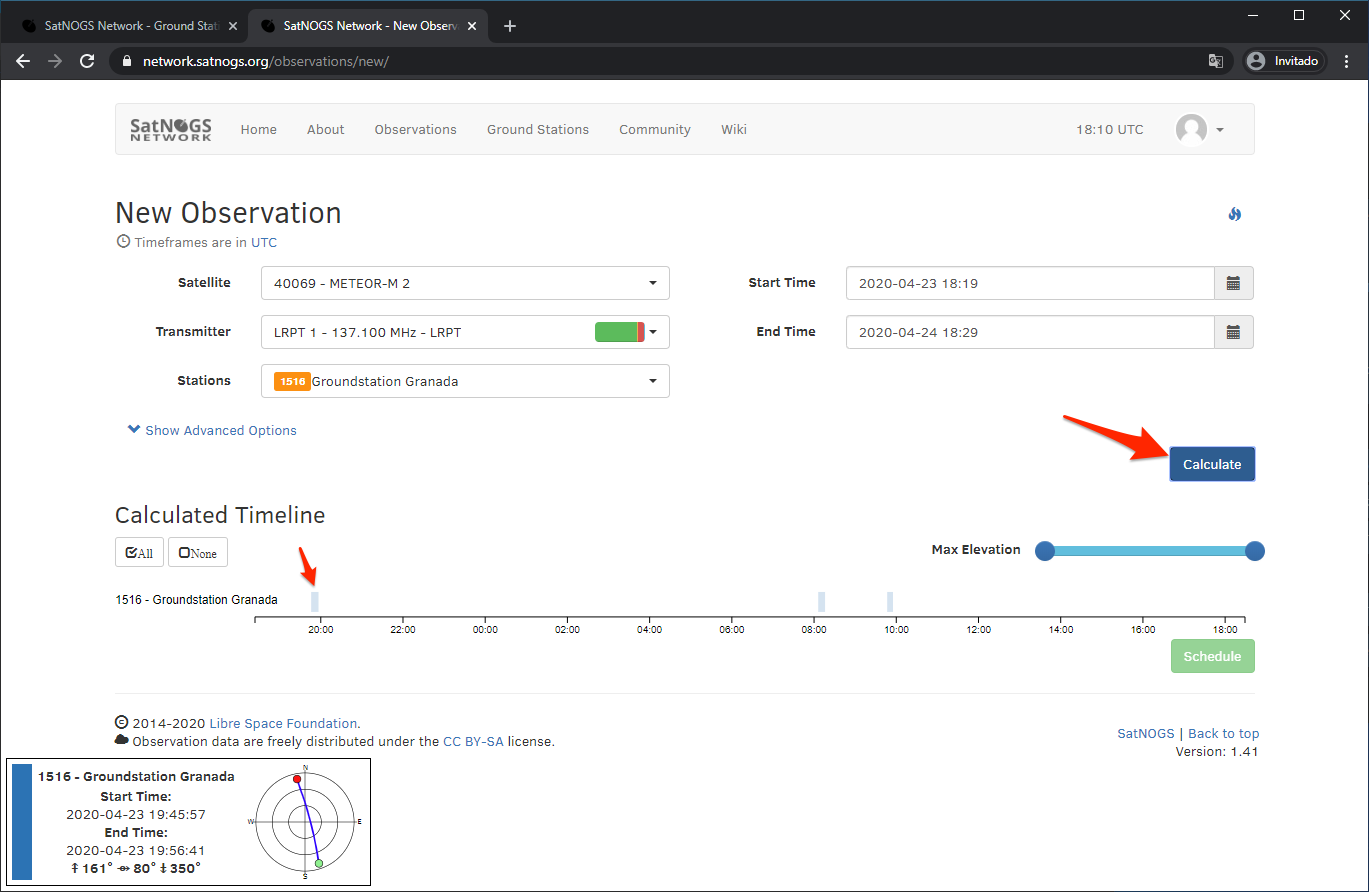 SatNOGS Network - Ground Stat
SatNOGS Network - New Observ
network.satnogs.org/observations/new/
Invitado
SatNOGS
NETWORK
Home
About
Observations
Ground Stations
Community
Wiki
18:10 UTC
New Observation
Timeframes are in UTC
Satellite
40069 - METEOR-M 2
Start Time
2020-04-23 18:19
Transmitter
LRPT 1 - 137.100 MHz - LRPT
End Time
2020-04-24 18:29
Stations
1516 Groundstation Granada
Show Advanced Options
Calculate
Calculated Timeline
All
None
Max Elevation
1516 - Groundstation Granada
20:00 22:00 00:00 02:00 04:00 06:00 08:00 10:00 12:00 14:00 16:00 18:00
Schedule
© 2014-2020 Libre Space Foundation.
Observation data are freely distributed under the CC BY-SA license.
SatNOGS | Back to top
Version: 1.41
1516 - Groundstation Granada
Start Time:
2020-04-23 19:45:57
End Time:
2020-04-23 19:56:41
161° 80° 350°
N
W
E
S